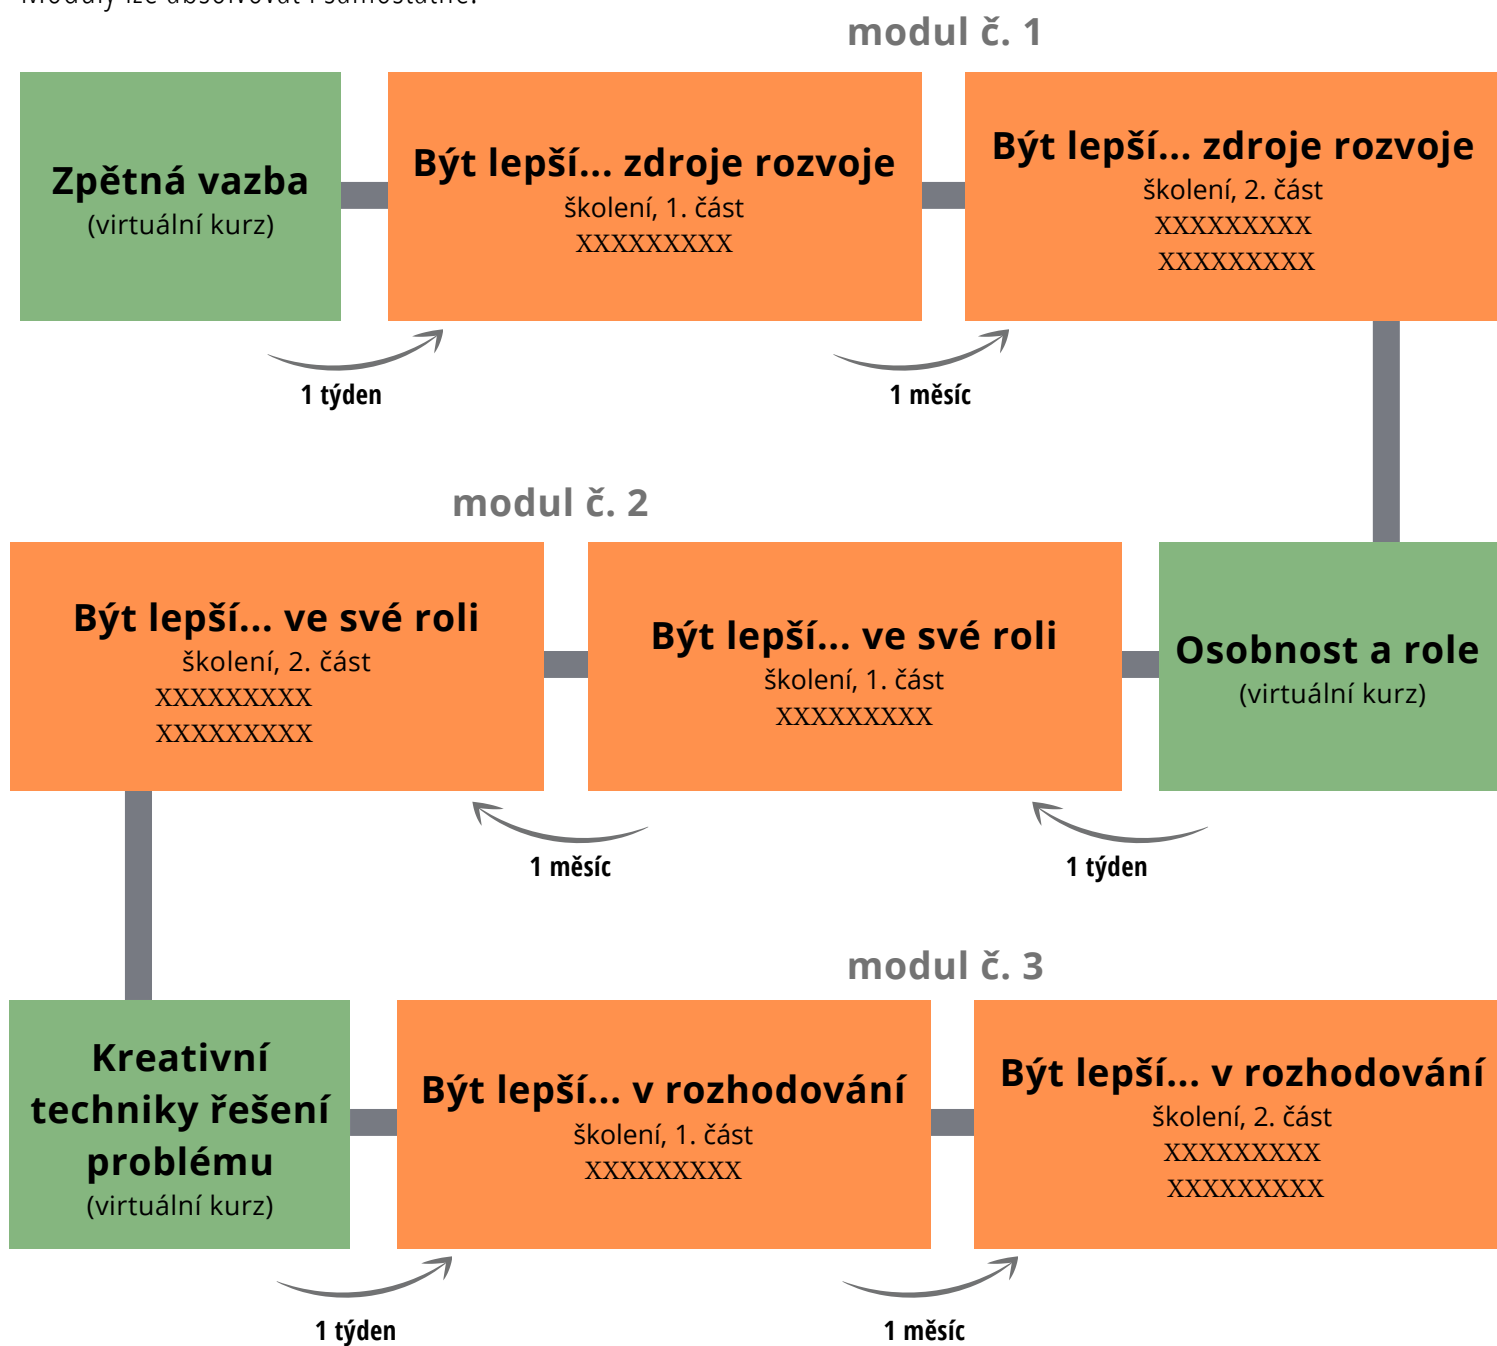 Moduly lze absolvovat i samostatně.
modul č. 1
Zpětná vazba
(virtuální kurz)
Být lepší... zdroje rozvoje
školení, 1. část
XXXXXXXXX
Být lepší... zdroje rozvoje
školení, 2. část
XXXXXXXXX
XXXXXXXXX
1 týden
1 měsíc
modul č. 2
Být lepší... ve své roli
školení, 2. část
XXXXXXXXX
XXXXXXXXX
Být lepší... ve své roli
školení, 1. část
XXXXXXXXX
Osobnost a role
(virtuální kurz)
1 měsíc
1 týden
modul č. 3
Kreativní
techniky řešení
problému
(virtuální kurz)
Být lepší... v rozhodování
školení, 1. část
XXXXXXXXX
Být lepší... v rozhodování
školení, 2. část
XXXXXXXXX
XXXXXXXXX
1 týden
1 měsíc